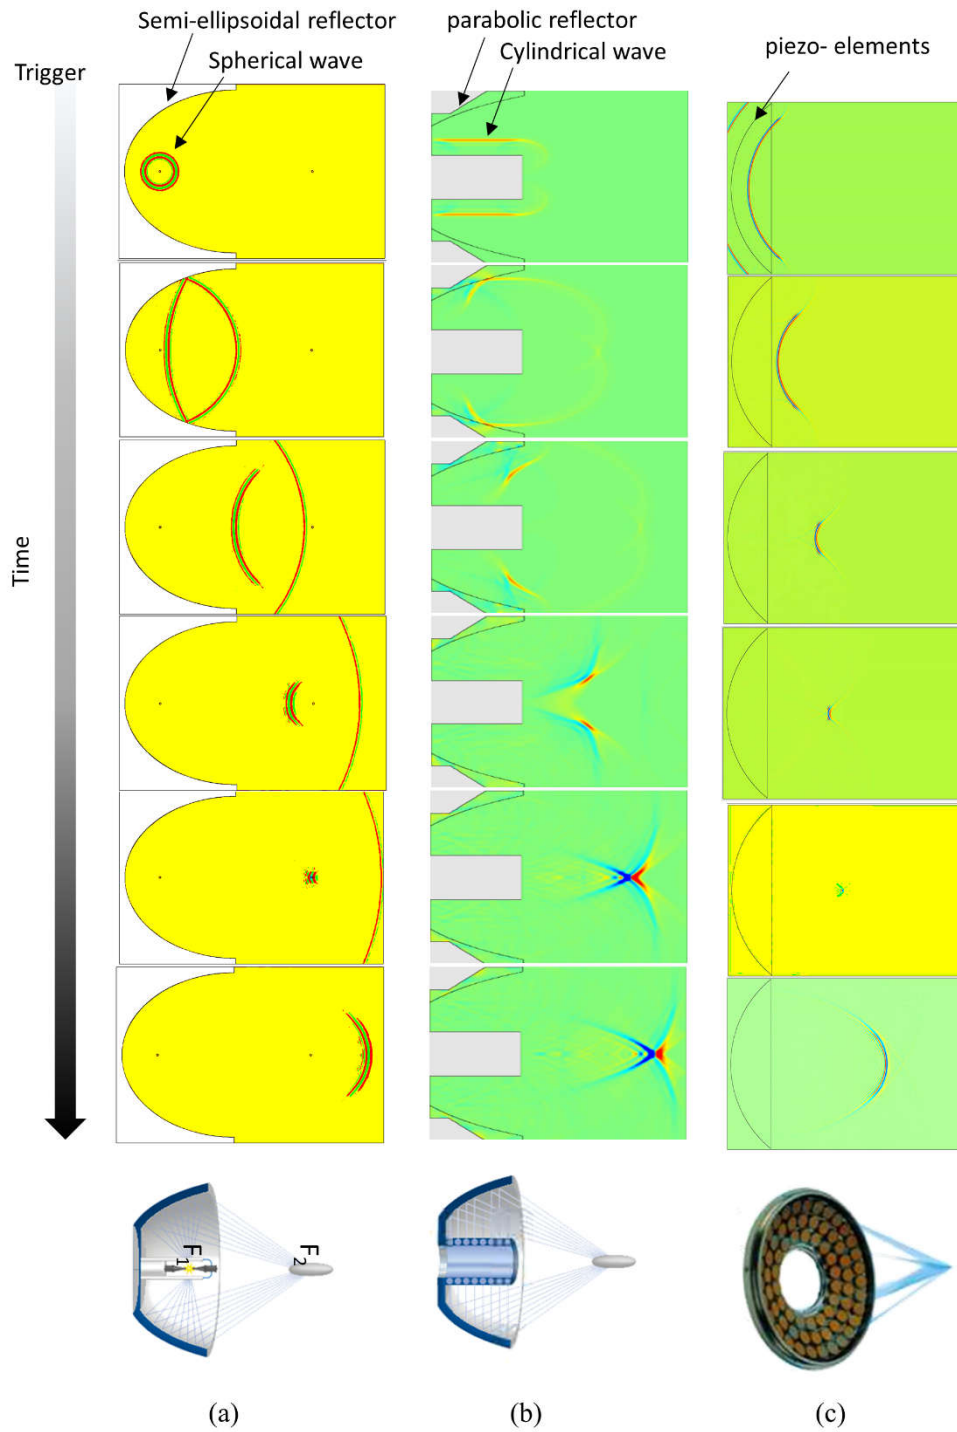 Semi-ellipsoidal reflector
Spherical wave
parabolic reflector
Cylindrical wave
piezo- elements
Trigger
Time
F1
F2
(a)
(b)
(c)